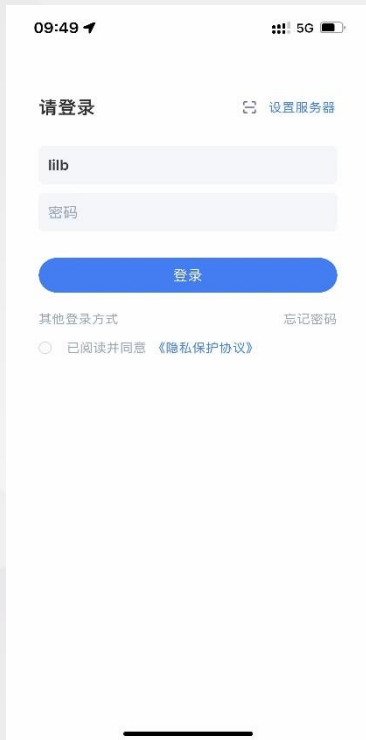 09:49 5G
请登录 设置服务器
lilb
密码
登录
其他登录方式 忘记密码
已阅读并同意 《隐私保护协议》